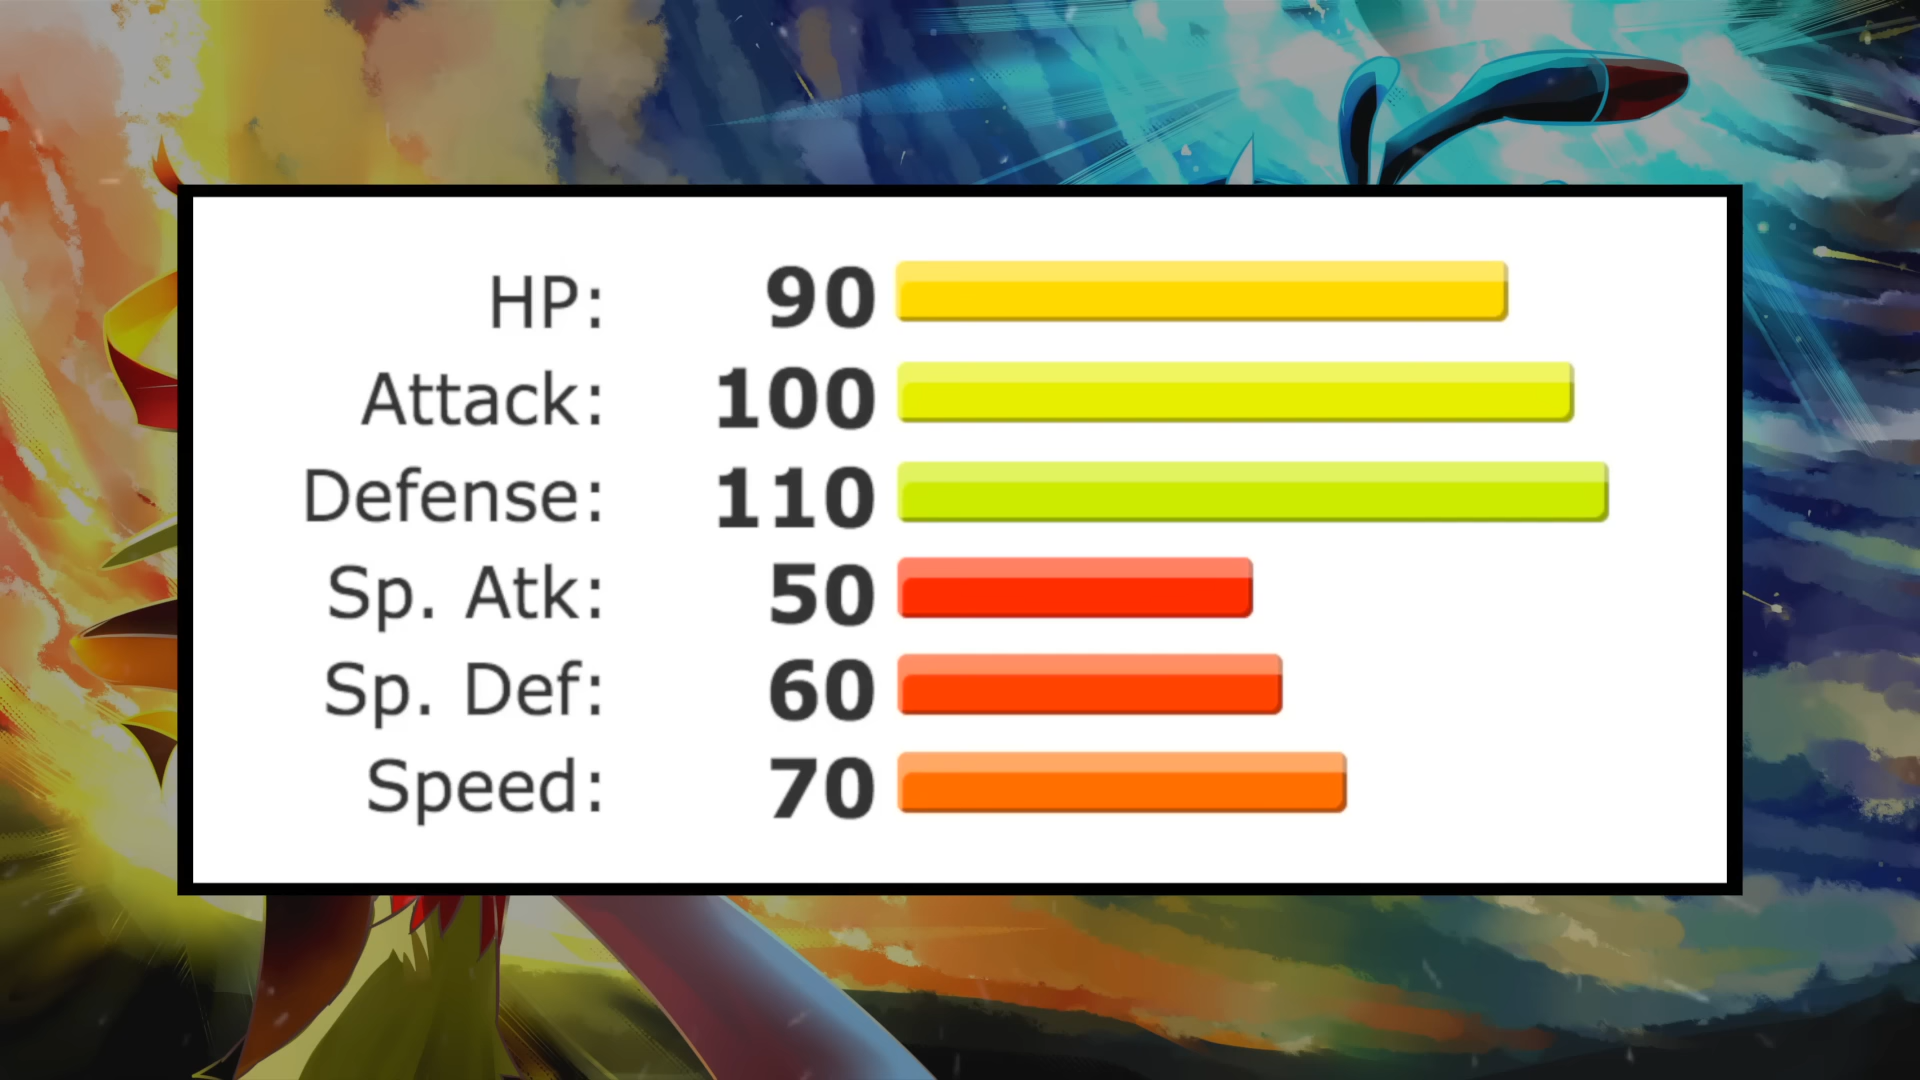 HP: 90
Attack: 100
Defense: 110
Sp. Atk: 50
Sp. Def: 60
Speed: 70